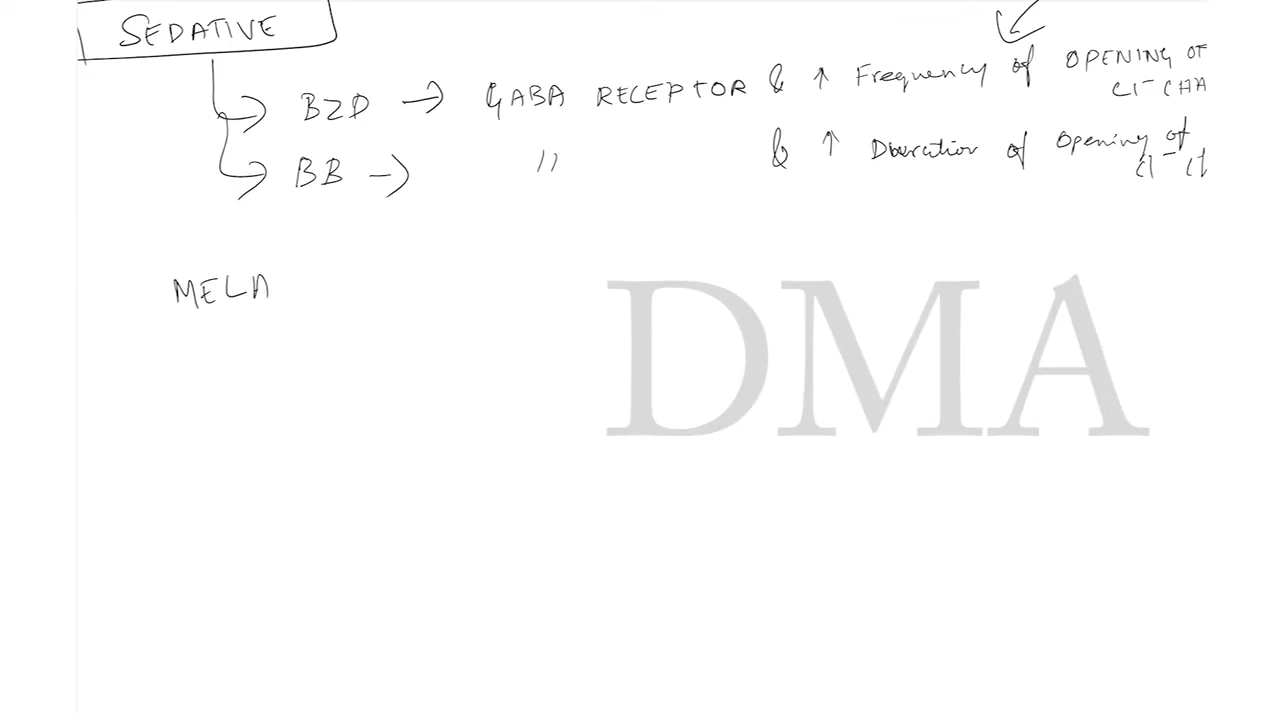 SEDATIVE
→ BZD → GABA RECEPTOR & ↑ Frequency of OPENING OF Cl⁻ CHA
→ BB → " & ↑ Duration of Opening of Cl⁻ Ch
MELA
DMA